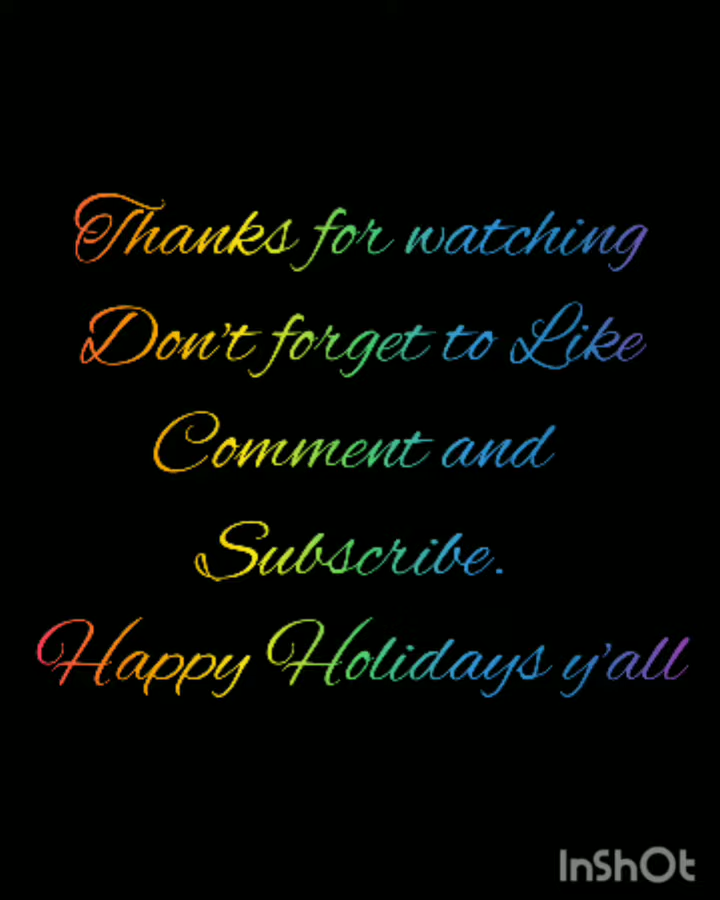 Thanks for watching
Don't forget to Like
Comment and
Subscribe.
Happy Holidays y'all
InShOt